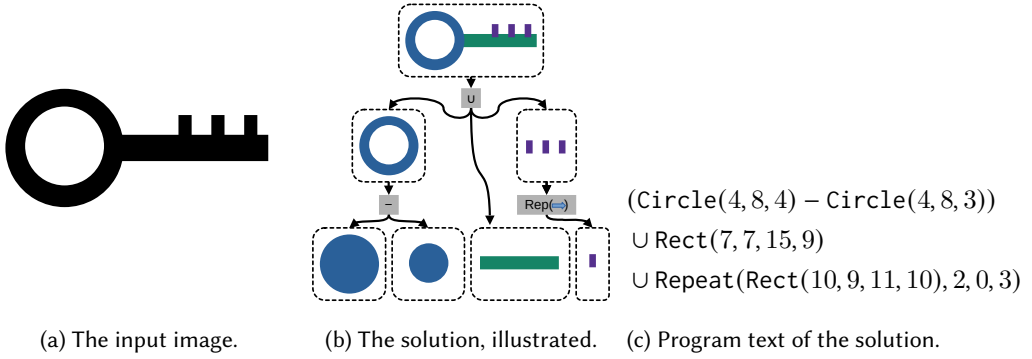 ∪
−
Rep(⇨)
(Circle(4, 8, 4) − Circle(4, 8, 3))
∪ Rect(7, 7, 15, 9)
∪ Repeat(Rect(10, 9, 11, 10), 2, 0, 3)
(a) The input image.
(b) The solution, illustrated.
(c) Program text of the solution.